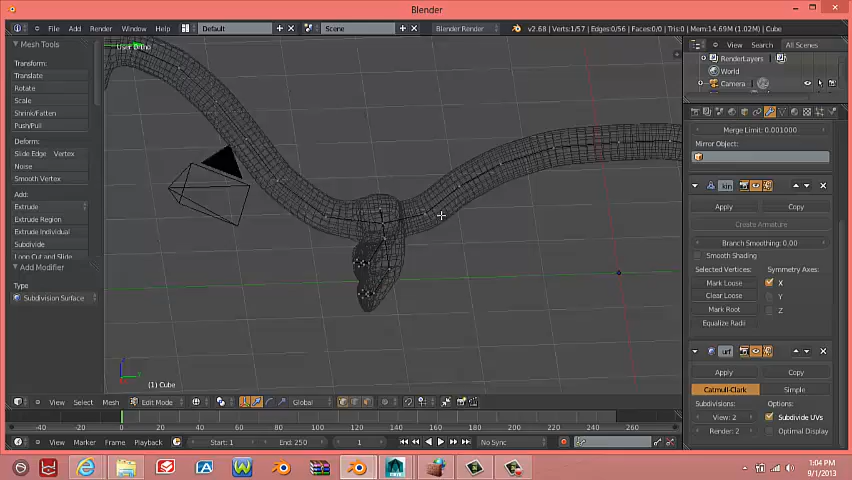 Blender
File Add Render Window Help
Default
Scene
Blender Render
v2.68 | Verts:1/57 | Edges:0/56 | Faces:0/0 | Tris:0 | Mem:14.69M (1.02M) | Cube
Mesh Tools
Transform:
Translate
Rotate
Scale
Shrink/Fatten
Push/Pull
Deform:
Slide Edge Vertex
Noise
Smooth Vertex
Add:
Extrude
Extrude Region
Extrude Individual
Subdivide
Loop Cut and Slide
Add Modifier
Type
Subdivision Surface
User Ortho
(1) Cube
View Search All Scenes
RenderLayers
World
Camera
Merge Limit: 0.001000
Mirror Object:
kin
Apply Copy
Create Armature
Branch Smoothing: 0.00
Smooth Shading
Selected Vertices: Symmetry Axes:
Mark Loose X
Clear Loose Y
Mark Root Z
Equalize Radii
urf
Apply Copy
Catmull-Clark Simple
Subdivisions: Options:
View: 2 Subdivide UVs
Render: 2 Optimal Display
View Select Mesh Edit Mode Global
-40 -20 0 20 40 60 80 100 120 140 160 180 200 220 240 260
View Marker Frame Playback Start: 1 End: 250 1 No Sync
1:04 PM
9/1/2013